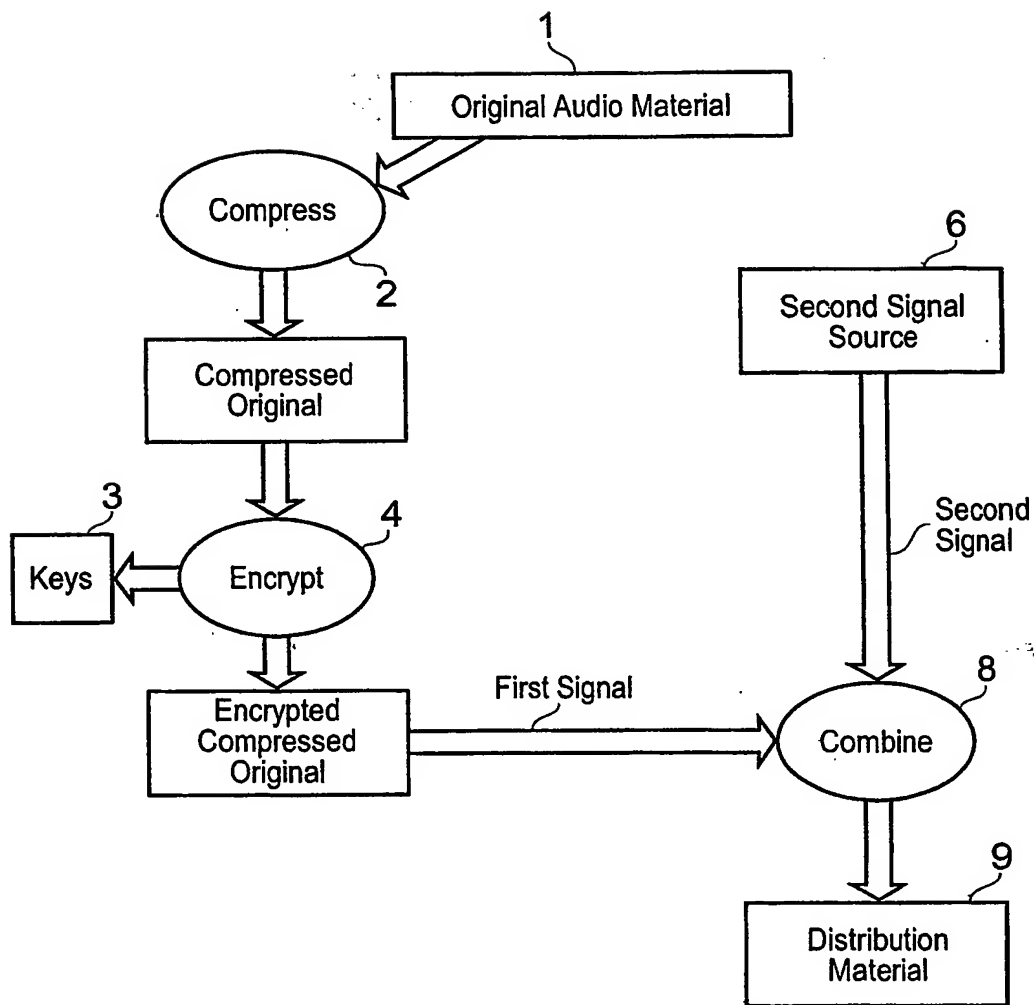 1
Original Audio Material
Compress
2
6
Second Signal
Source
Compressed
Original
3
Keys
4
Encrypt
Second
Signal
Encrypted
Compressed
Original
First Signal
8
Combine
9
Distribution
Material